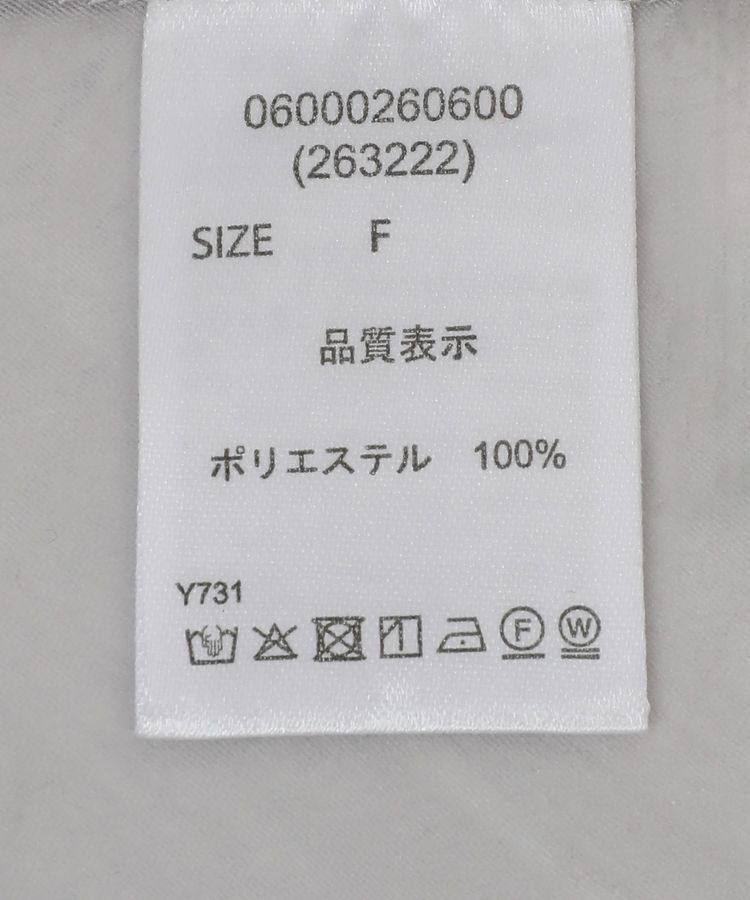 06000260600
(263222)
SIZE F
品質表示
ポリエステル 100%
Y731
F W